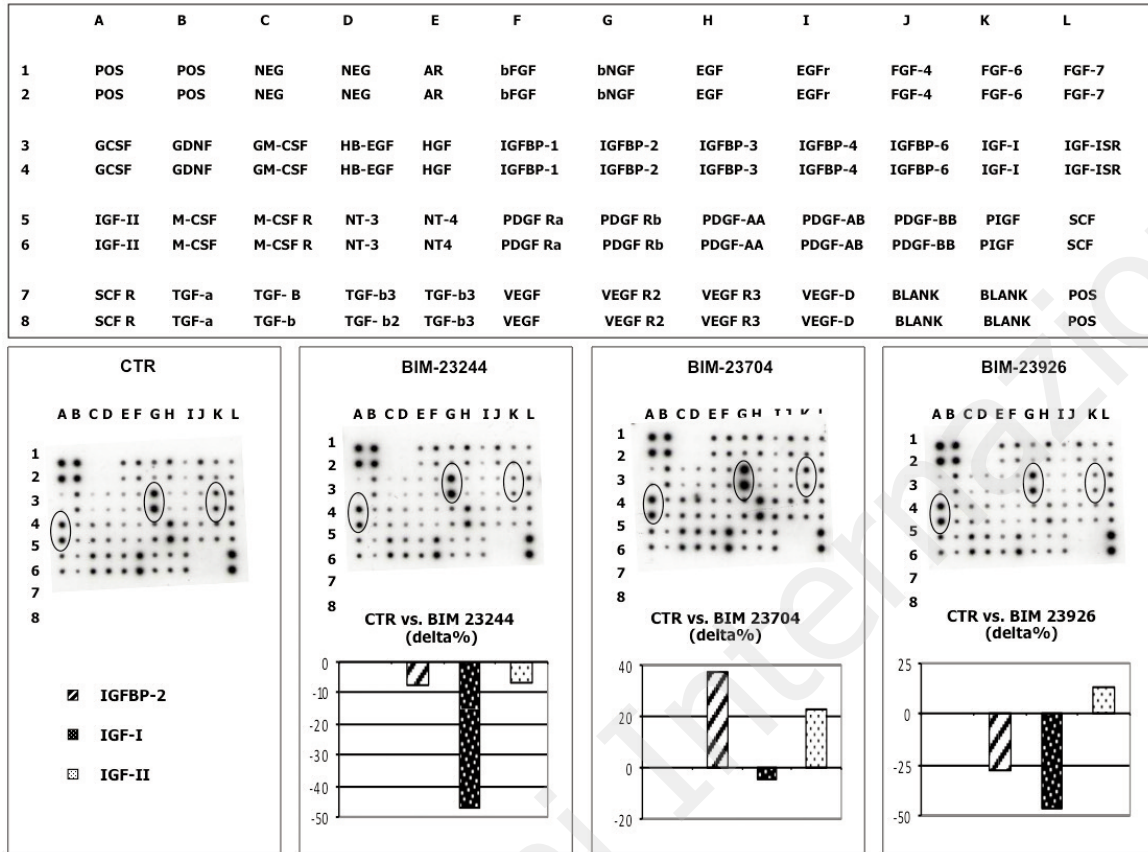 A B C D E F G H I J K L
1 POS POS NEG NEG AR bFGF bNGF EGF EGFr FGF-4 FGF-6 FGF-7
2 POS POS NEG NEG AR bFGF bNGF EGF EGFr FGF-4 FGF-6 FGF-7
3 GCSF GDNF GM-CSF HB-EGF HGF IGFBP-1 IGFBP-2 IGFBP-3 IGFBP-4 IGFBP-6 IGF-I IGF-ISR
4 GCSF GDNF GM-CSF HB-EGF HGF IGFBP-1 IGFBP-2 IGFBP-3 IGFBP-4 IGFBP-6 IGF-I IGF-ISR
5 IGF-II M-CSF M-CSF R NT-3 NT-4 PDGF Ra PDGF Rb PDGF-AA PDGF-AB PDGF-BB PIGF SCF
6 IGF-II M-CSF M-CSF R NT-3 NT4 PDGF Ra PDGF Rb PDGF-AA PDGF-AB PDGF-BB PIGF SCF
7 SCF R TGF-a TGF- B TGF-b3 TGF-b3 VEGF VEGF R2 VEGF R3 VEGF-D BLANK BLANK POS
8 SCF R TGF-a TGF-b TGF- b2 TGF-b3 VEGF VEGF R2 VEGF R3 VEGF-D BLANK BLANK POS
CTR
A B C D E F G H I J K L
1
2
3
4
5
6
7
8
IGFBP-2
IGF-I
IGF-II
BIM-23244
A B C D E F G H I J K L
1
2
3
4
5
6
7
8
CTR vs. BIM 23244
(delta%)
0
-10
-20
-30
-40
-50
BIM-23704
A B C D E F G H I J K L
1
2
3
4
5
6
7
8
CTR vs. BIM 23704
(delta%)
40
20
0
-20
BIM-23926
A B C D E F G H I J K L
1
2
3
4
5
6
7
8
CTR vs. BIM 23926
(delta%)
25
0
-25
-50